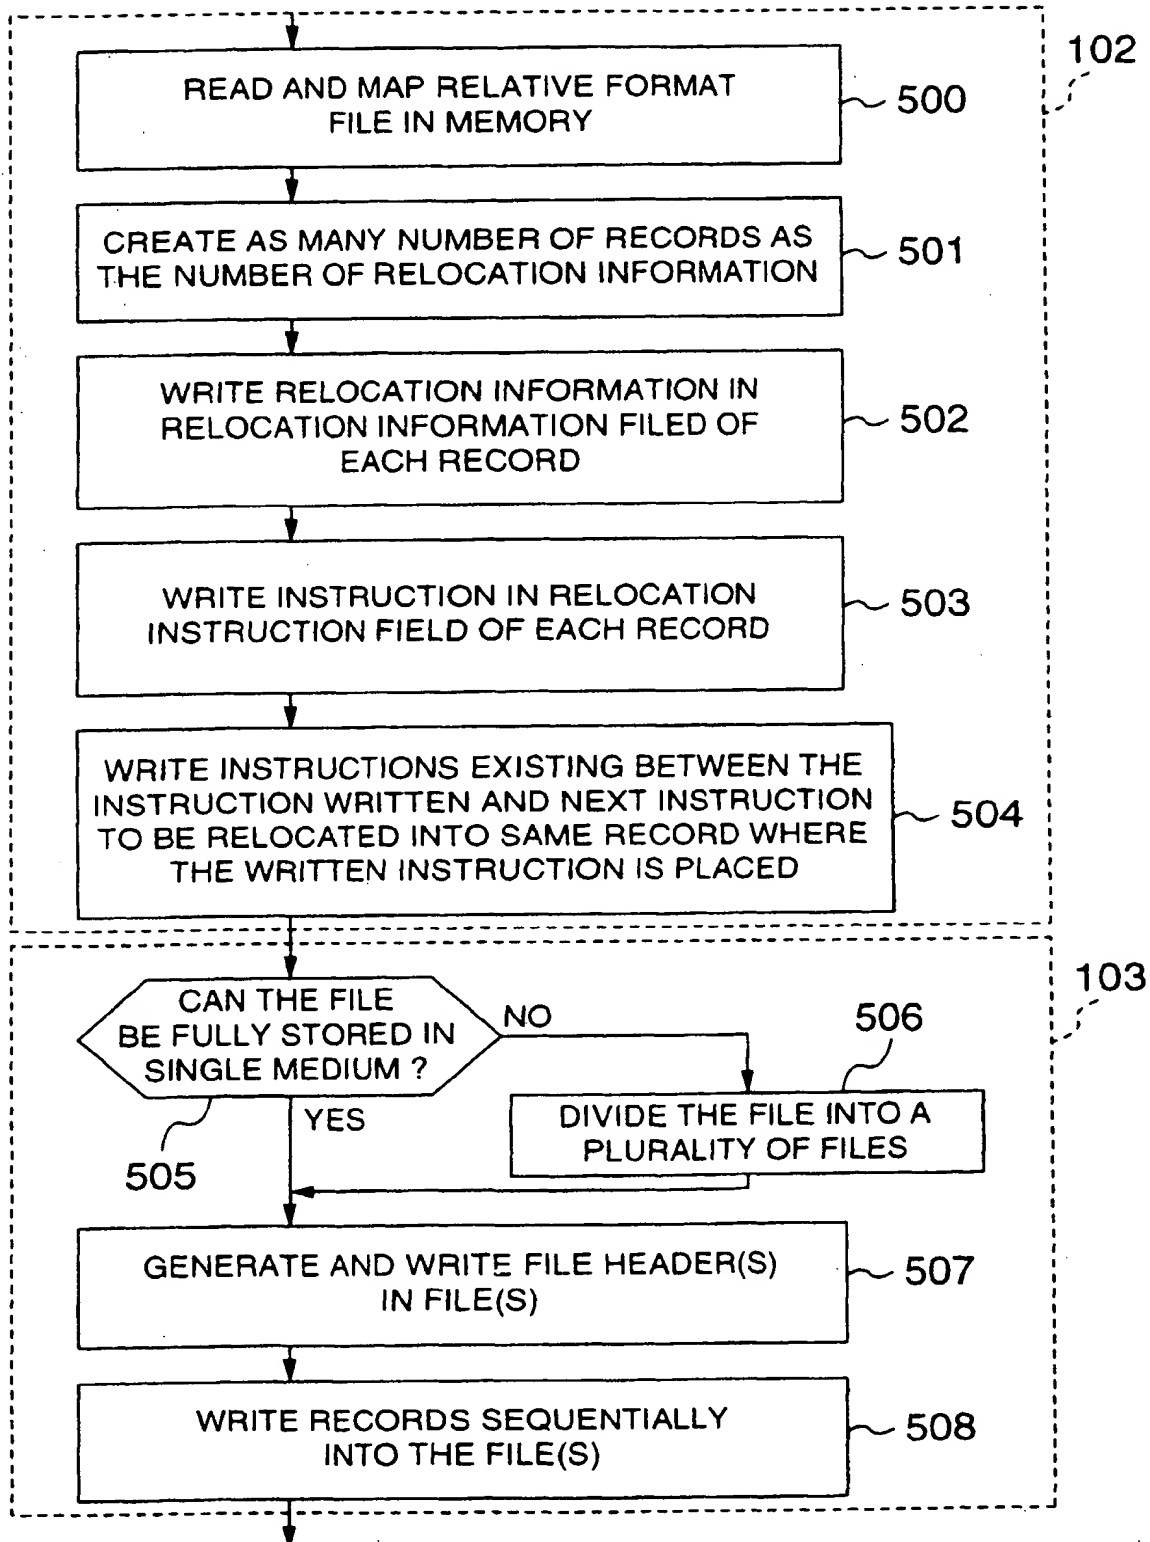 102
READ AND MAP RELATIVE FORMAT
FILE IN MEMORY
500
CREATE AS MANY NUMBER OF RECORDS AS
THE NUMBER OF RELOCATION INFORMATION
501
WRITE RELOCATION INFORMATION IN
RELOCATION INFORMATION FILED OF
EACH RECORD
502
WRITE INSTRUCTION IN RELOCATION
INSTRUCTION FIELD OF EACH RECORD
503
WRITE INSTRUCTIONS EXISTING BETWEEN THE
INSTRUCTION WRITTEN AND NEXT INSTRUCTION
TO BE RELOCATED INTO SAME RECORD WHERE
THE WRITTEN INSTRUCTION IS PLACED
504
103
CAN THE FILE
BE FULLY STORED IN
SINGLE MEDIUM ?
NO
YES
505
506
DIVIDE THE FILE INTO A
PLURALITY OF FILES
GENERATE AND WRITE FILE HEADER(S)
IN FILE(S)
507
WRITE RECORDS SEQUENTIALLY
INTO THE FILE(S)
508